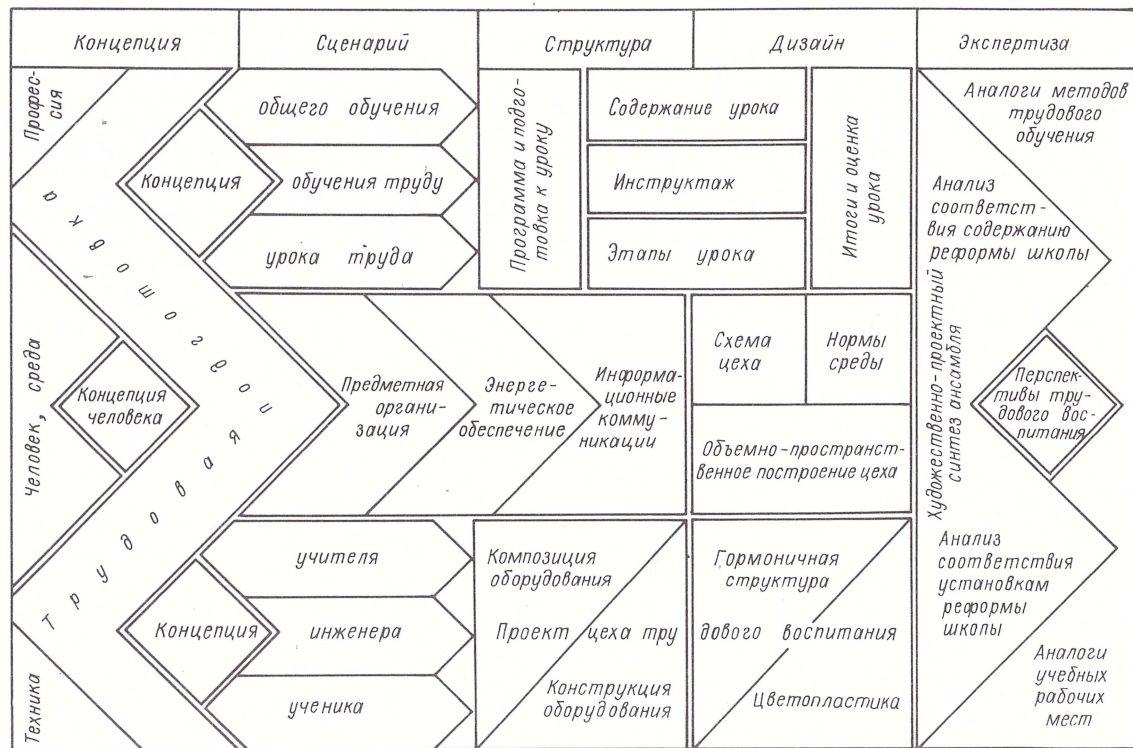 Концепция
Сценарий
Структура
Дизайн
Экспертиза
Профес-
сия
Человек, среда
Техника
Трудовая подготовка
Концепция
общего обучения
обучения труду
урока труда
Программа и подго-
товка к уроку
Содержание урока
Инструктаж
Этапы урока
Итоги и оценка
урока
Аналоги методов
трудового
обучения
Анализ
соответст-
вия содержанию
реформы школы
Концепция
человека
Предметная
органи-
зация
Энерге-
тическое
обеспечение
Информа-
ционные
комму-
никации
Схема
цеха
Нормы
среды
Объемно-пространст-
венное построение цеха
Художественно-проектный
синтез ансамбля
Перспек-
тивы тру-
дового вос-
питания
Концепция
учителя
инженера
ученика
Композиция
оборудования
Проект цеха тру
Конструкция
оборудования
Гормоничная
структура
дового воспитания
Цветопластика
Анализ
соответствия
установкам
реформы
школы
Аналоги
учебных
рабочих
мест